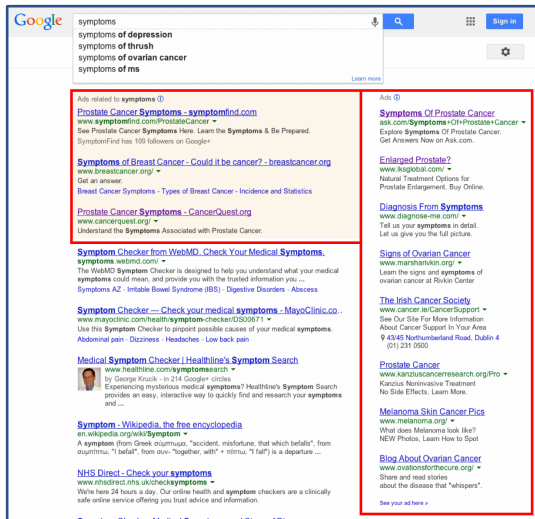 Google
symptoms
Sign in
symptoms of depression
symptoms of thrush
symptoms of ovarian cancer
symptoms of ms
Learn more
Ads related to symptoms
Prostate Cancer Symptoms - symptomfind.com
www.symptomfind.com/ProstateCancer
See Prostate Cancer Symptoms Here. Learn the Symptoms & Be Prepared.
SymptomFind has 109 followers on Google+
Symptoms of Breast Cancer - Could it be cancer? - breastcancer.org
www.breastcancer.org/
Get an answer.
Breast Cancer Symptoms - Types of Breast Cancer - Incidence and Statistics
Prostate Cancer Symptoms - CancerQuest.org
www.cancerquest.org/
Understand the Symptoms Associated with Prostate Cancer.
Symptom Checker from WebMD. Check Your Medical Symptoms.
symptoms.webmd.com/
The WebMD Symptom Checker is designed to help you understand what your medical
symptoms could mean, and provide you with the trusted information you ...
Symptoms AZ - Irritable Bowel Syndrome (IBS) - Digestive Disorders - Abscess
Symptom Checker — Check your medical symptoms - MayoClinic.co..
www.mayoclinic.com/health/symptom-checker/DS00671
Use this Symptom Checker to pinpoint possible causes of your medical symptoms.
Abdominal pain - Dizziness - Headaches - Low back pain
Medical Symptom Checker | Healthline's Symptom Search
www.healthline.com/symptomsearch
by George Krucik - in 214 Google+ circles
Experiencing mysterious medical symptoms? Healthline's Symptom Search
provides an easy, interactive way to quickly find and research your symptoms
and ...
Symptom - Wikipedia, the free encyclopedia
en.wikipedia.org/wiki/Symptom
A symptom (from Greek σύμπτωμα, "accident, misfortune, that which befalls", from
συμπίπτω, "I befall", from συν- "together, with" + πίπτω, "I fall") is a departure ...
NHS Direct - Check your symptoms
www.nhsdirect.nhs.uk/checksymptoms
We're here 24 hours a day. Our online health and symptom checkers are a clinically
safe online service offering you trust advice and information.
Ads
Symptoms Of Prostate Cancer
ask.com/Symptoms+Of+Prostate+Cancer
Explore Symptoms Of Prostate Cancer.
Get Answers Now on Ask.com.
Enlarged Prostate?
www.iksglobal.com/
Natural Treatment Options for
Prostate Enlargement. Buy Online.
Diagnosis From Symptoms
www.diagnose-me.com/
Tell us your symptoms in detail.
Let us give you the full picture.
Signs of Ovarian Cancer
www.marsharivkin.org/
Learn the signs and symptoms of
ovarian cancer at Rivkin Center
The Irish Cancer Society
www.cancer.ie/CancerSupport
See Our Site For More Information
About Cancer Support In Your Area
43/45 Northumberland Road, Dublin 4
(01) 231 0500
Prostate Cancer
www.kanziuscancerresearch.org/Pro
Kanzius Noninvasive Treatment
No Side Effects. Learn More.
Melanoma Skin Cancer Pics
www.melanoma.org/
What does Melanoma look like?
NEW Photos, Learn How to Spot
Blog About Ovarian Cancer
www.ovationsforthecure.org/
Share and read stories
about the disease that "whispers".
See your ad here »